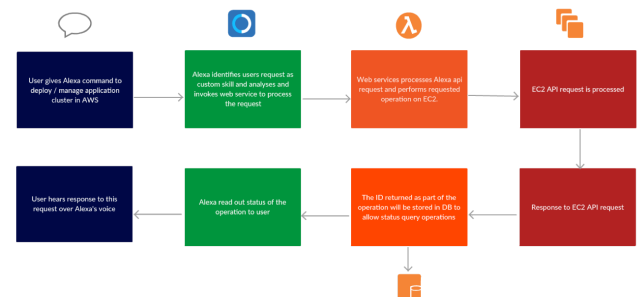 User gives Alexa command to
deploy / manage application
cluster in AWS
Alexa identifies users request as
custom skill and analyses and
invokes web service to process
the request
Web services processes Alexa api
request and performs requested
operation on EC2.
EC2 API request is processed
User hears response to this
request over Alexa's voice
Alexa read out status of the
operation to user
The ID returned as part of the
operation will be stored in DB to
allow status query operations
Response to EC2 API request